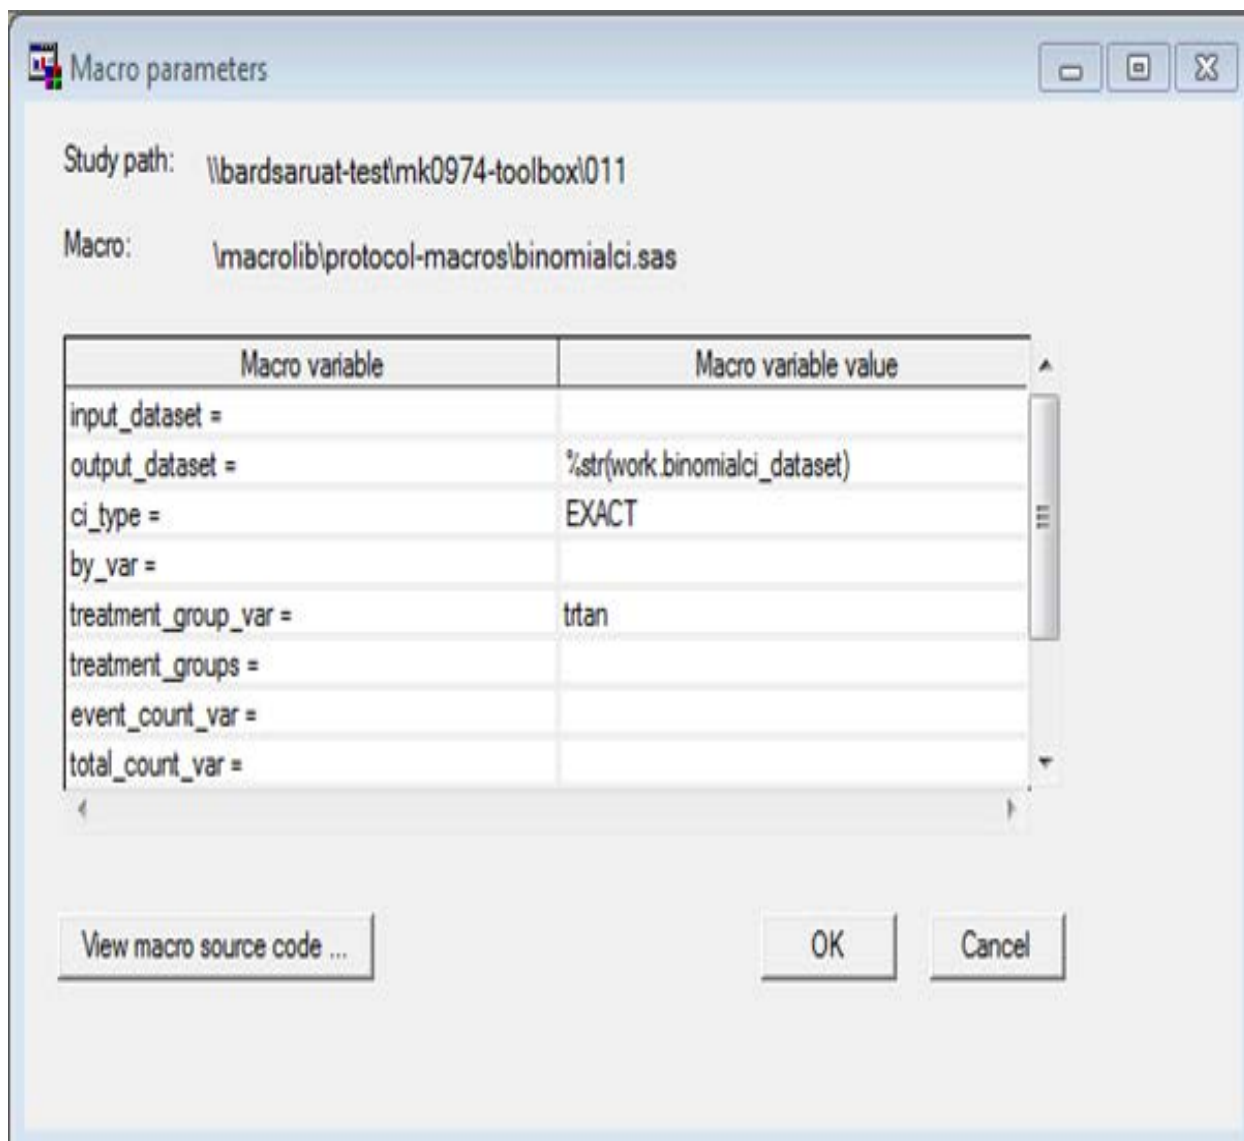 Macro parameters
Study path: \\bardsaruat-test\mk0974-toolbox\011
Macro: \macrolib\protocol-macros\binomialci.sas
Macro variable Macro variable value
input_dataset =
output_dataset = %str(work.binomialci_dataset)
ci_type = EXACT
by_var =
treatment_group_var = trtan
treatment_groups =
event_count_var =
total_count_var =
View macro source code ... OK Cancel